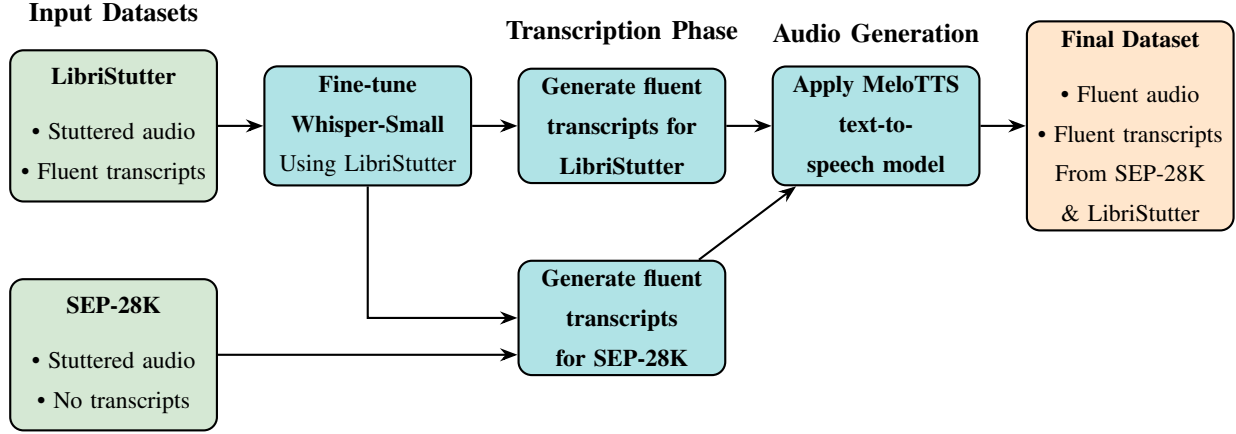 Input Datasets
LibriStutter
• Stuttered audio
• Fluent transcripts
Fine-tune
Whisper-Small
Using LibriStutter
Transcription Phase
Generate fluent
transcripts for
LibriStutter
Audio Generation
Apply MeloTTS
text-to-
speech model
Final Dataset
• Fluent audio
• Fluent transcripts
From SEP-28K
& LibriStutter
SEP-28K
• Stuttered audio
• No transcripts
Generate fluent
transcripts
for SEP-28K